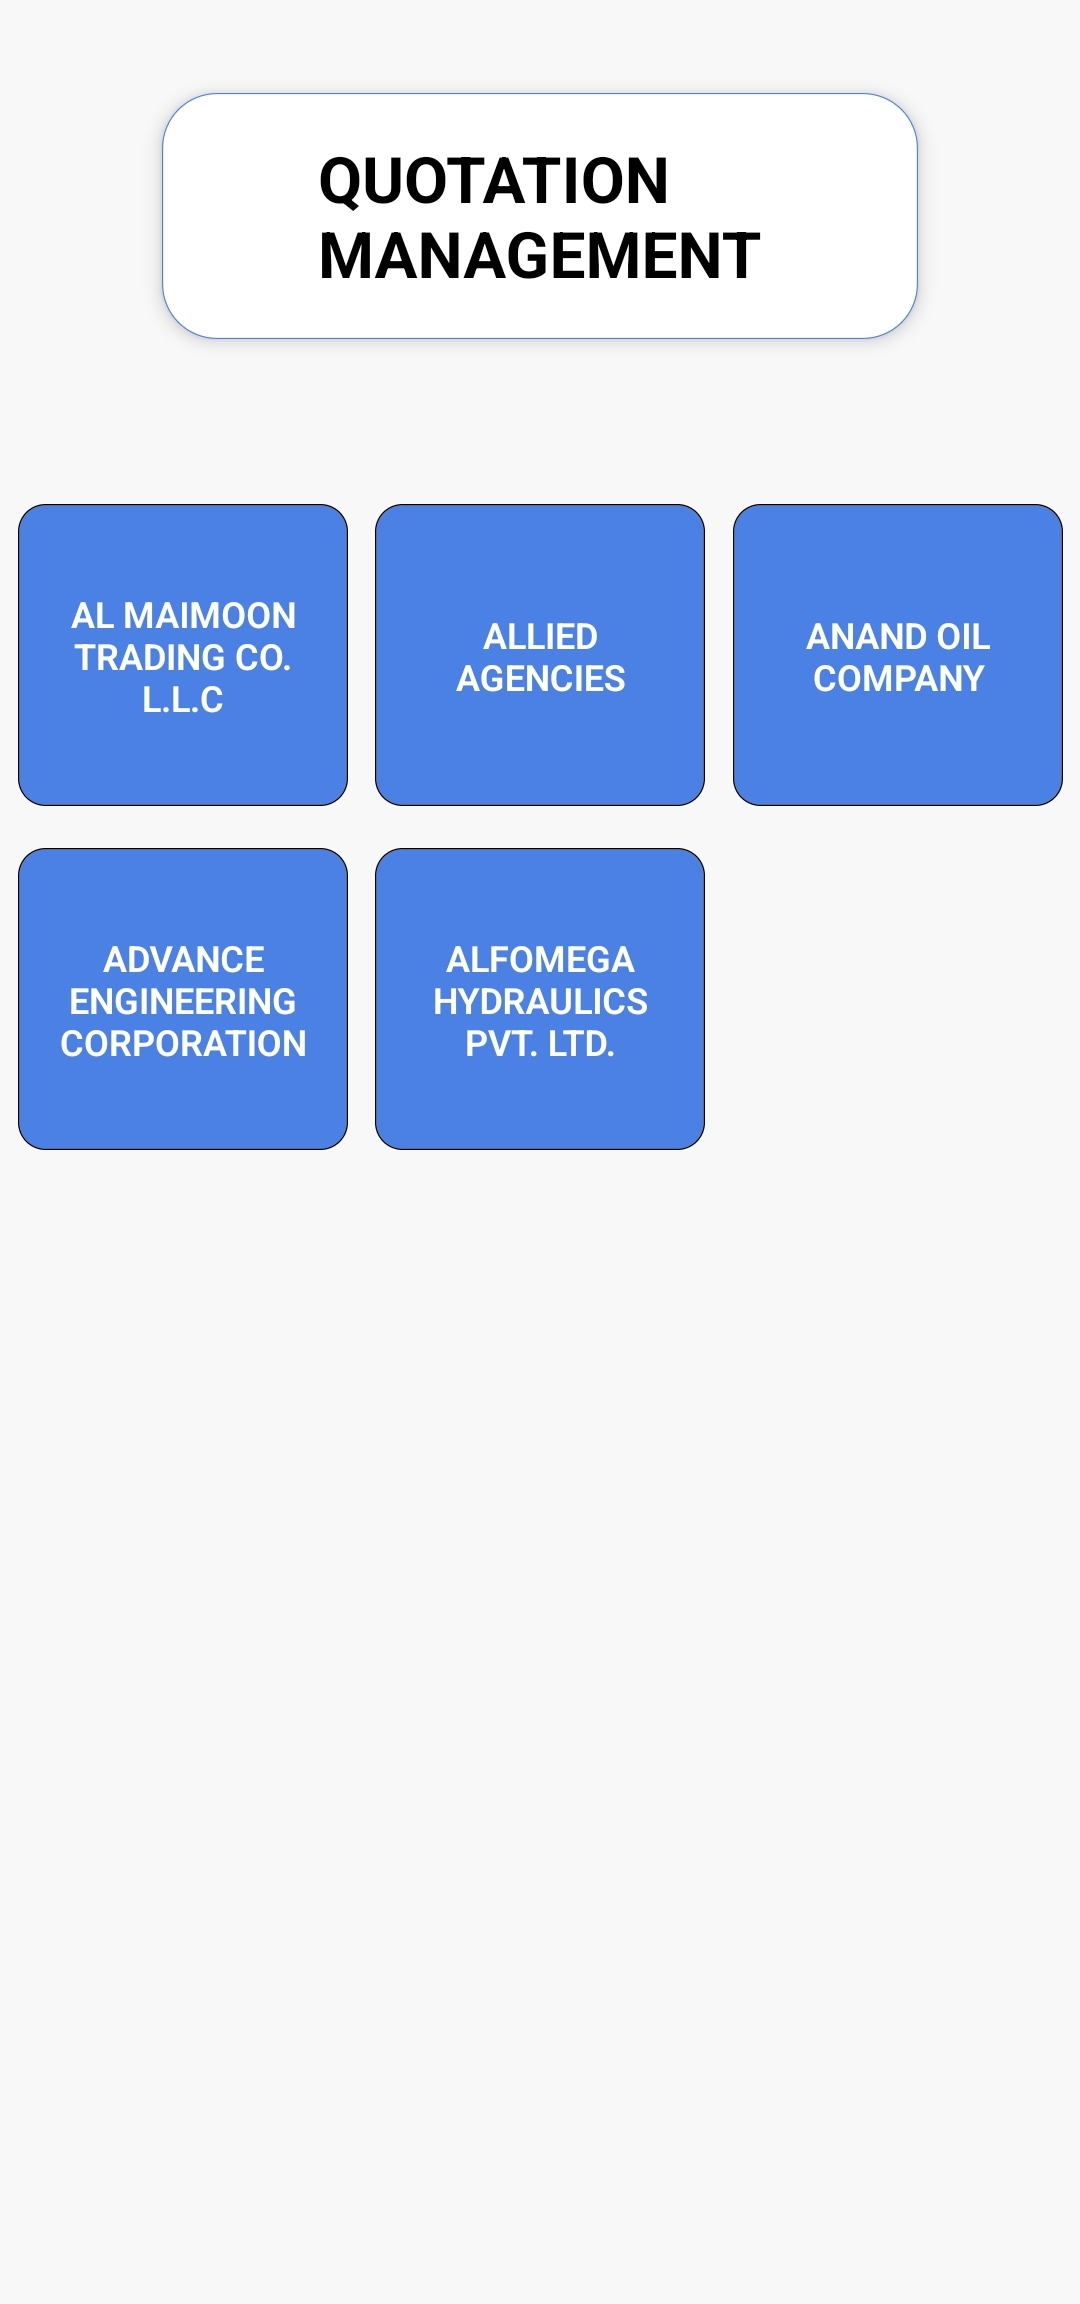 QUOTATION
MANAGEMENT
AL MAIMOON
TRADING CO.
L.L.C
ALLIED
AGENCIES
ANAND OIL
COMPANY
ADVANCE
ENGINEERING
CORPORATION
ALFOMEGA
HYDRAULICS
PVT. LTD.